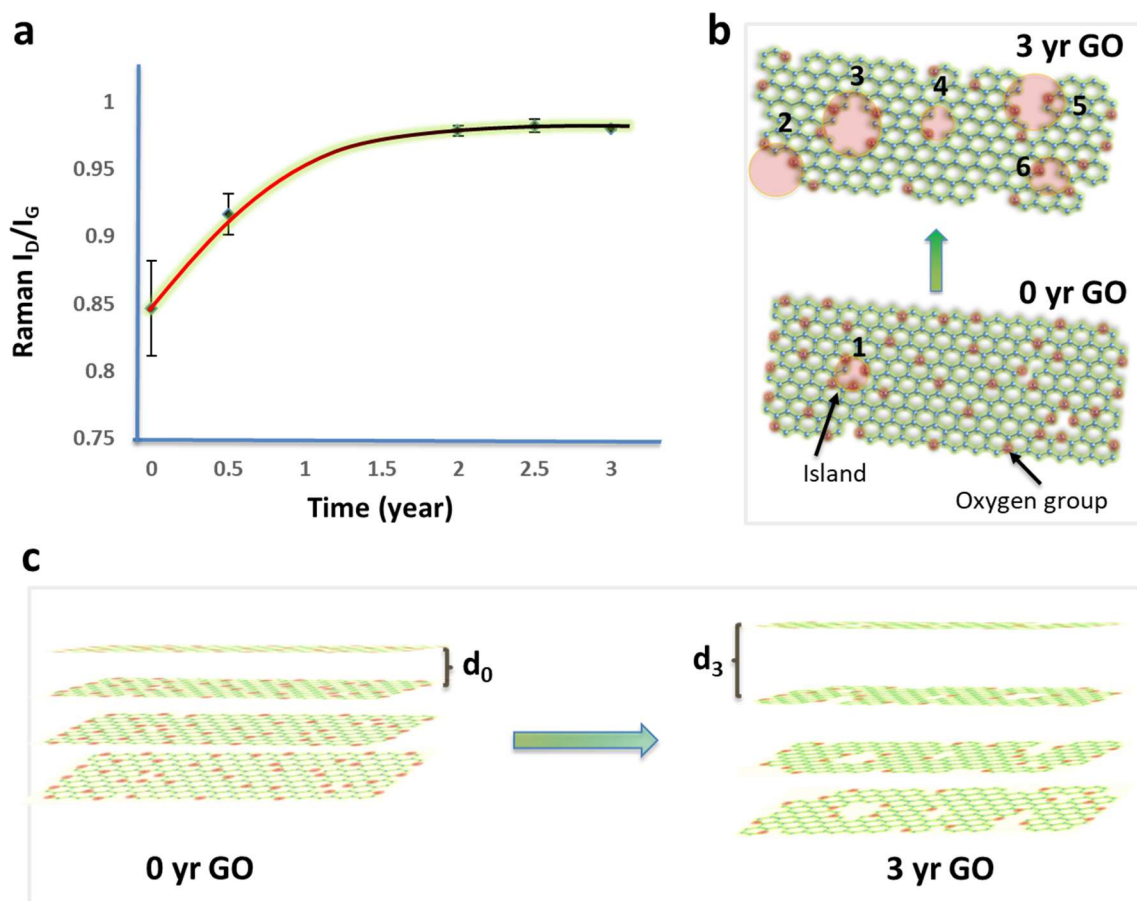 a
Raman I_D/I_G
1
0.95
0.9
0.85
0.8
0.75
0 0.5 1 1.5 2 2.5 3
Time (year)
b
3 yr GO
2 3 4 5 6
0 yr GO
1
Island
Oxygen group
c
d₀
d₃
0 yr GO
3 yr GO